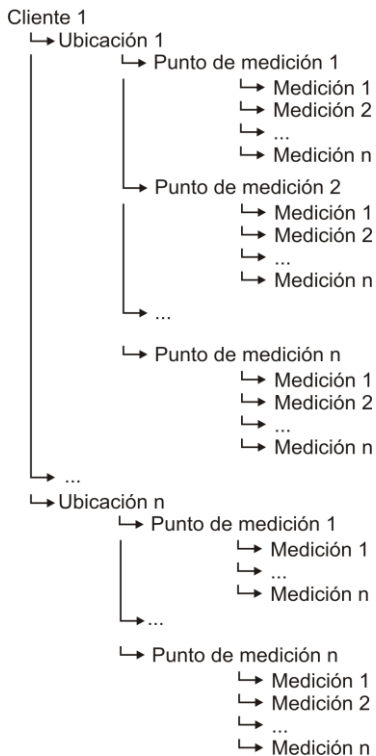 Cliente 1
Ubicación 1
Punto de medición 1
Medición 1
Medición 2
...
Medición n
Punto de medición 2
Medición 1
Medición 2
...
Medición n
...
Punto de medición n
Medición 1
Medición 2
...
Medición n
...
Ubicación n
Punto de medición 1
Medición 1
...
Medición n
...
Punto de medición n
Medición 1
Medición 2
...
Medición n